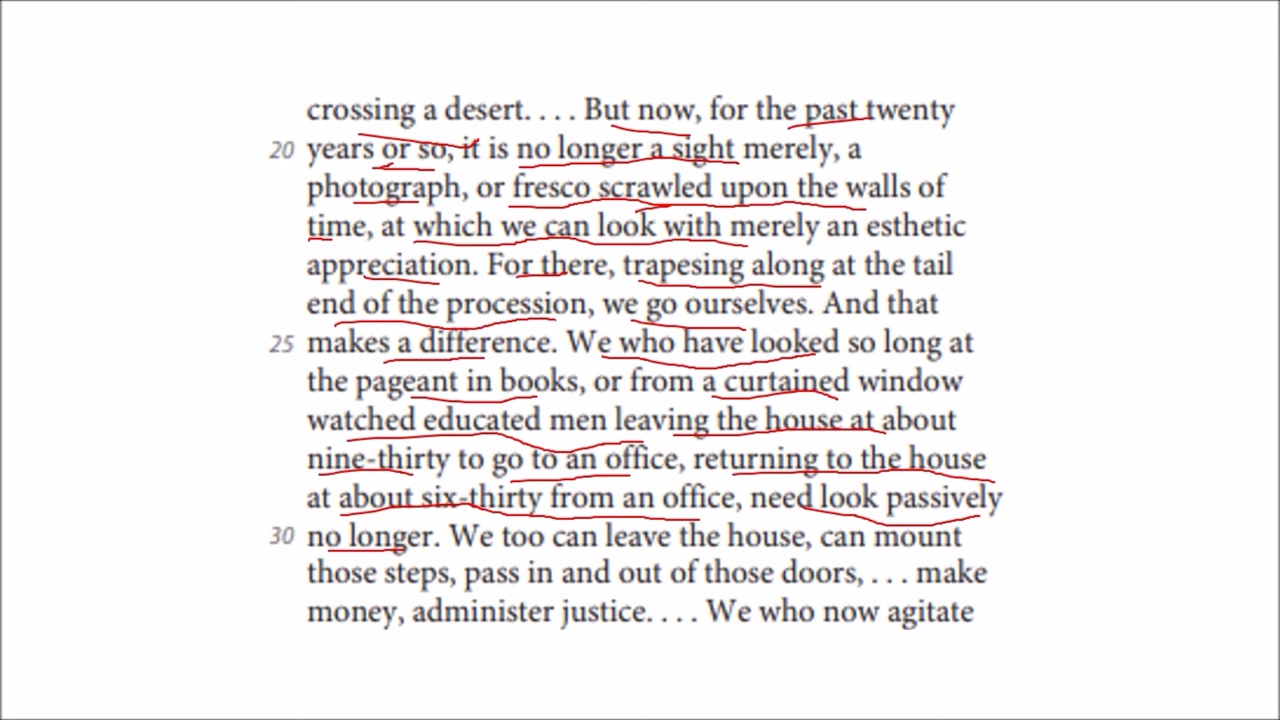 crossing a desert. . . . But now, for the past twenty
20 years or so, it is no longer a sight merely, a
photograph, or fresco scrawled upon the walls of
time, at which we can look with merely an esthetic
appreciation. For there, trapesing along at the tail
end of the procession, we go ourselves. And that
25 makes a difference. We who have looked so long at
the pageant in books, or from a curtained window
watched educated men leaving the house at about
nine-thirty to go to an office, returning to the house
at about six-thirty from an office, need look passively
30 no longer. We too can leave the house, can mount
those steps, pass in and out of those doors, . . . make
money, administer justice. . . . We who now agitate